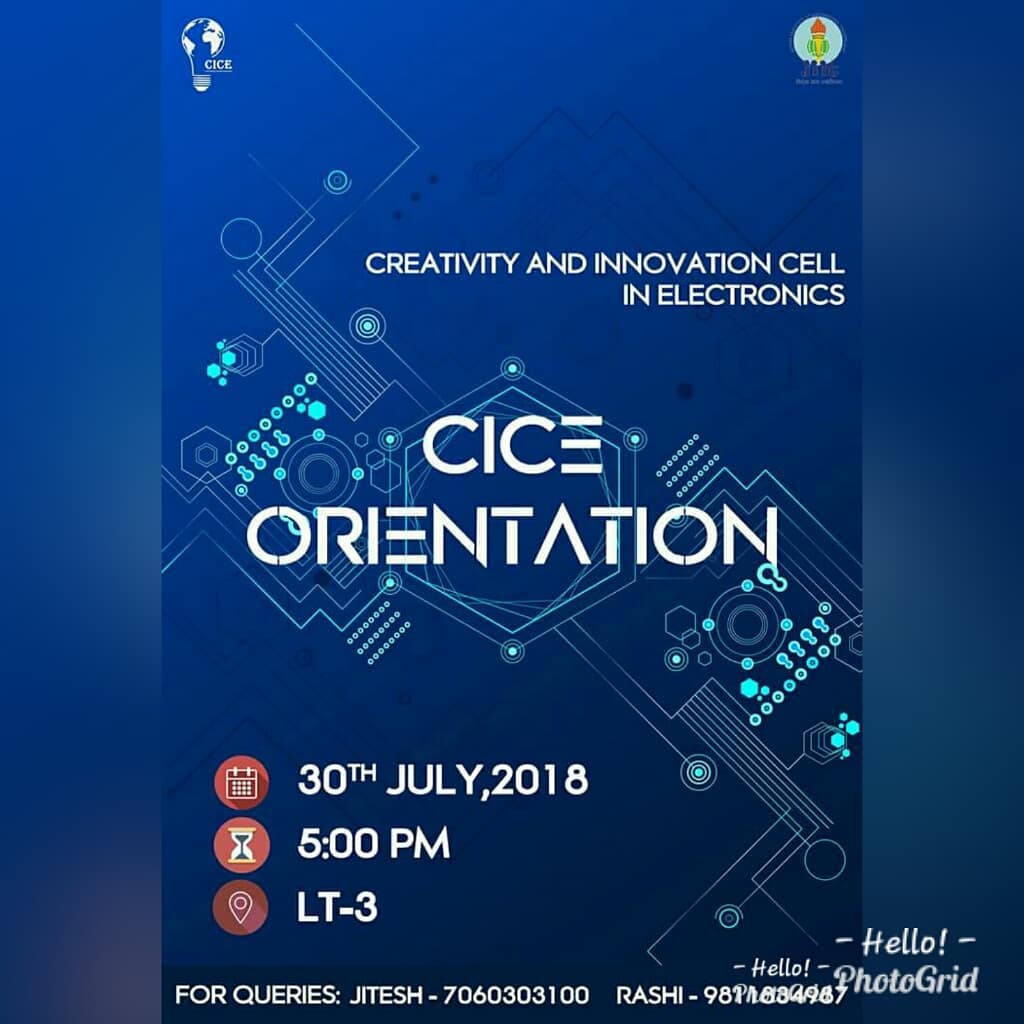 CICE
JIIT
CREATIVITY AND INNOVATION CELL
IN ELECTRONICS
CICE
ORIENTATION
30TH JULY,2018
5:00 PM
LT-3
FOR QUERIES: JITESH - 7060303100 RASHI -
- Hello! -
- Hello! -
PhotoGrid